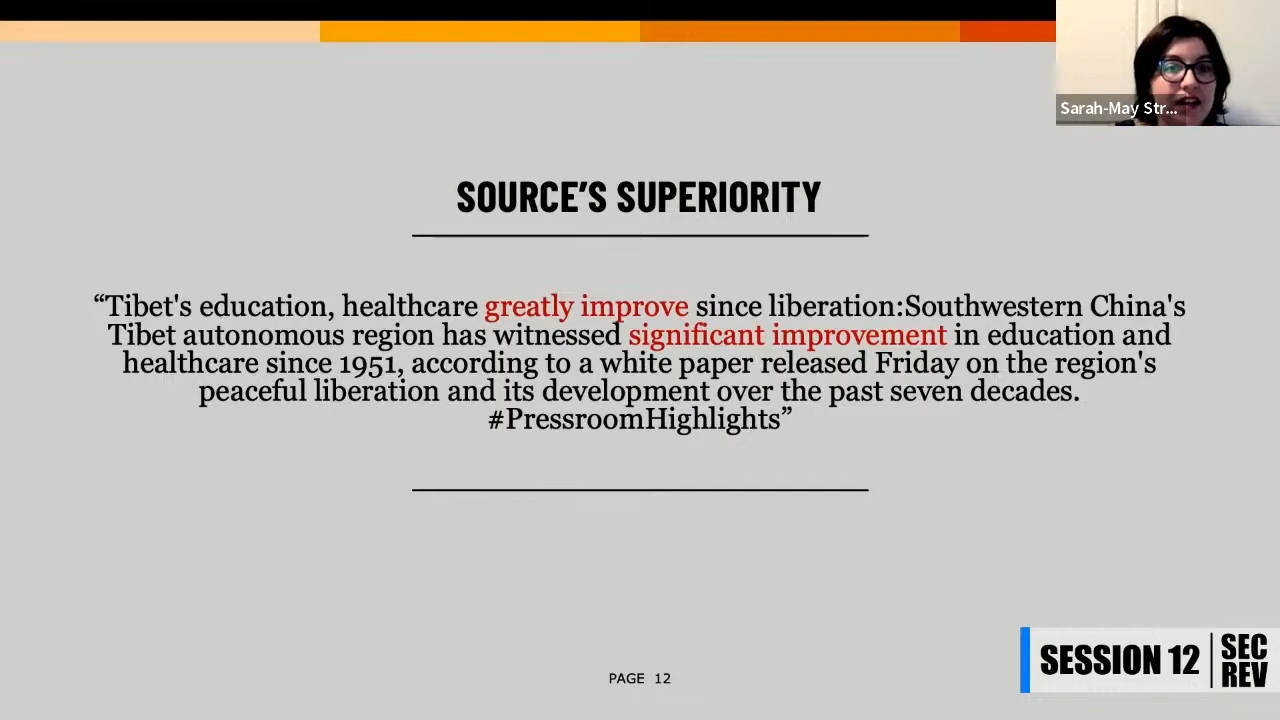 Sarah-May Str...
SOURCE’S SUPERIORITY
“Tibet's education, healthcare greatly improve since liberation:Southwestern China's
Tibet autonomous region has witnessed significant improvement in education and
healthcare since 1951, according to a white paper released Friday on the region's
peaceful liberation and its development over the past seven decades.
#PressroomHighlights”
PAGE 12
SESSION 12
SEC
REV